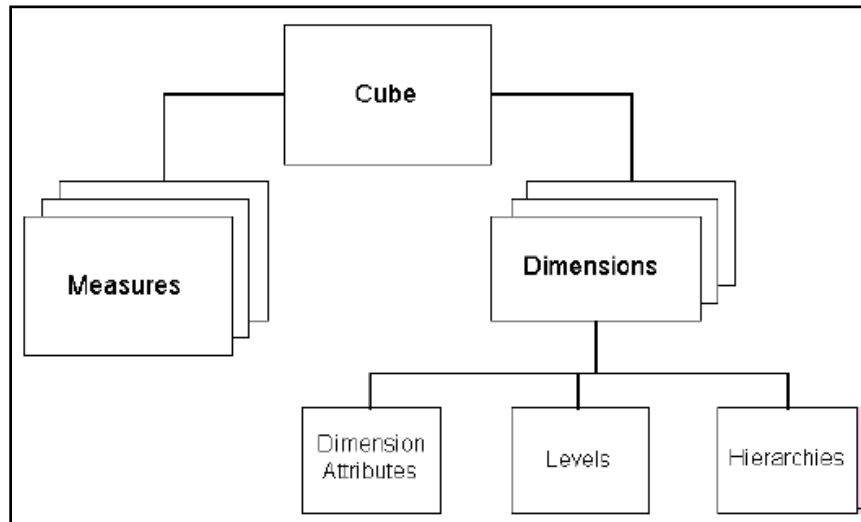 Cube
Measures
Dimensions
Dimension
Attributes
Levels
Hierarchies